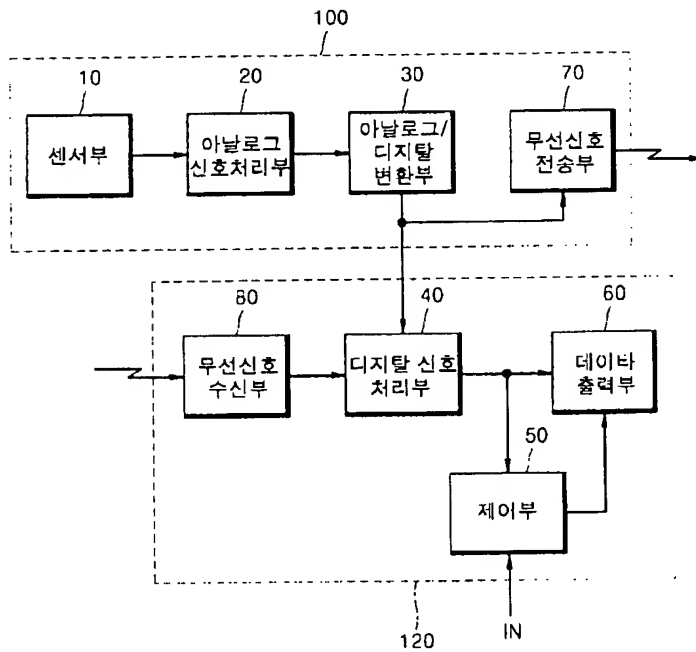 100
10
20
30
70
센서부
아날로그
신호처리부
아날로그/
디지탈
변환부
무선신호
전송부
80
40
60
무선신호
수신부
디지탈 신호
처리부
데이타
출력부
50
제어부
120
IN